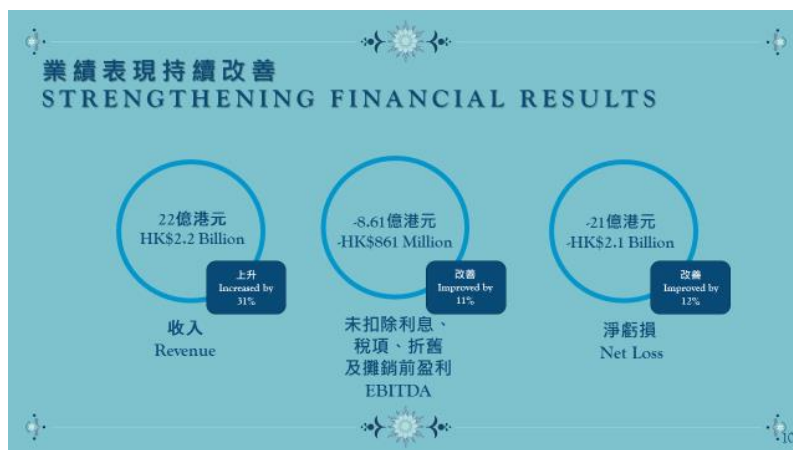 業績表現持續改善
STRENGTHENING FINANCIAL RESULTS
22億港元
HK$2.2 Billion
上升
Increased by
31%
收入
Revenue
-8.61億港元
-HK$861 Million
改善
Improved by
11%
未扣除利息、
稅項、折舊
及攤銷前盈利
EBITDA
-21億港元
-HK$2.1 Billion
改善
Improved by
12%
淨虧損
Net Loss
10